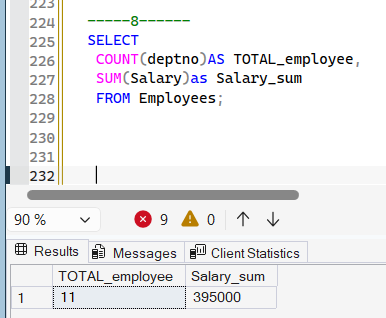 223
224 -----8------
225 SELECT
226 COUNT(deptno)AS TOTAL_employee,
227 SUM(Salary)as Salary_sum
228 FROM Employees;
229
230
231
232
90 % 9 0
Results Messages Client Statistics
TOTAL_employee Salary_sum
1 11 395000